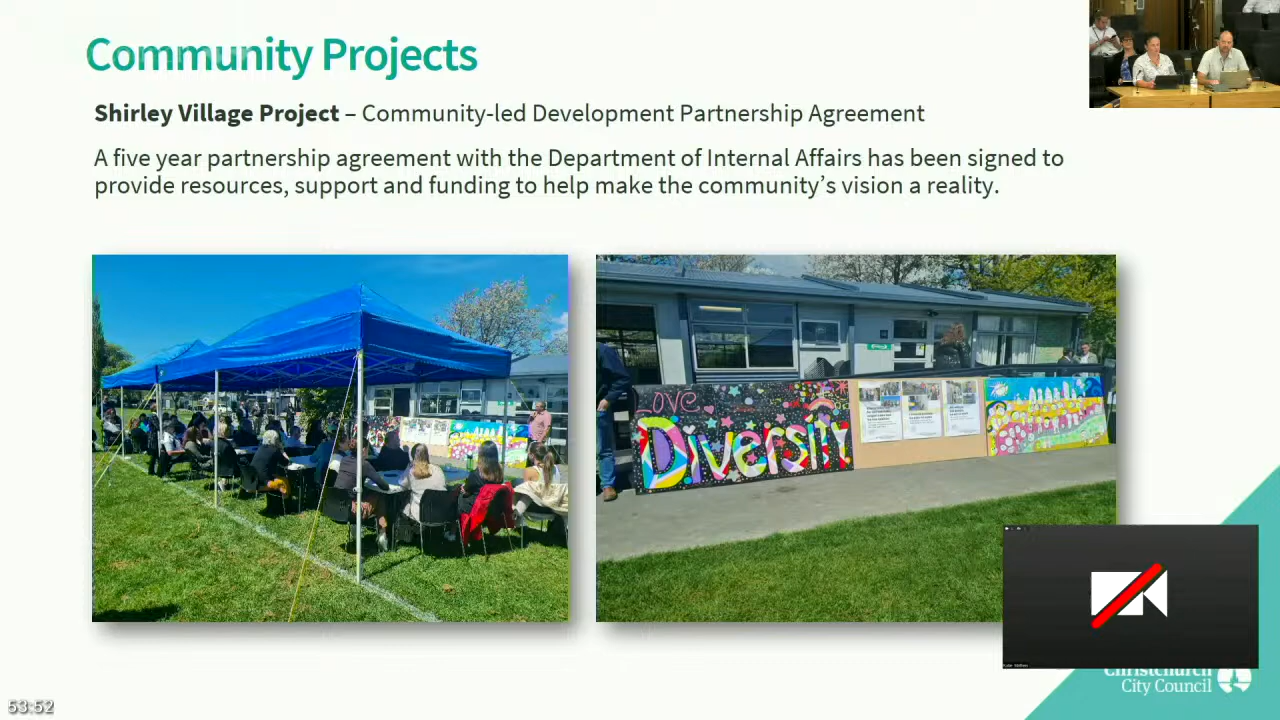 Community Projects
Shirley Village Project – Community-led Development Partnership Agreement
A five year partnership agreement with the Department of Internal Affairs has been signed to
provide resources, support and funding to help make the community's vision a reality.
LOVE
Diversity
Christchurch
City Council
53:52